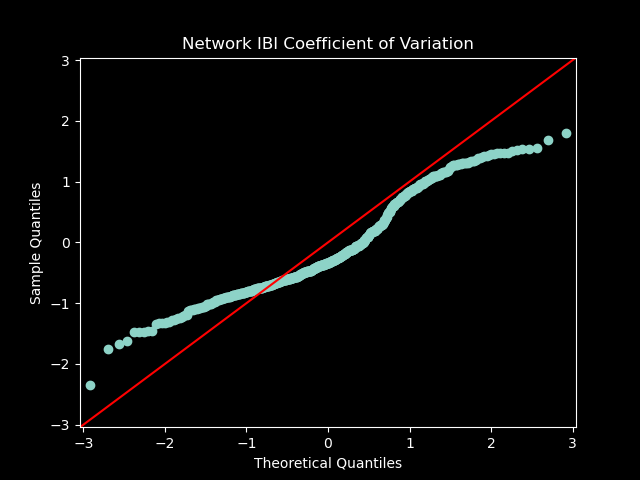 Network IBI Coefficient of Variation
3
2
1
0
−1
−2
−3
Sample Quantiles
−3 −2 −1 0 1 2 3
Theoretical Quantiles